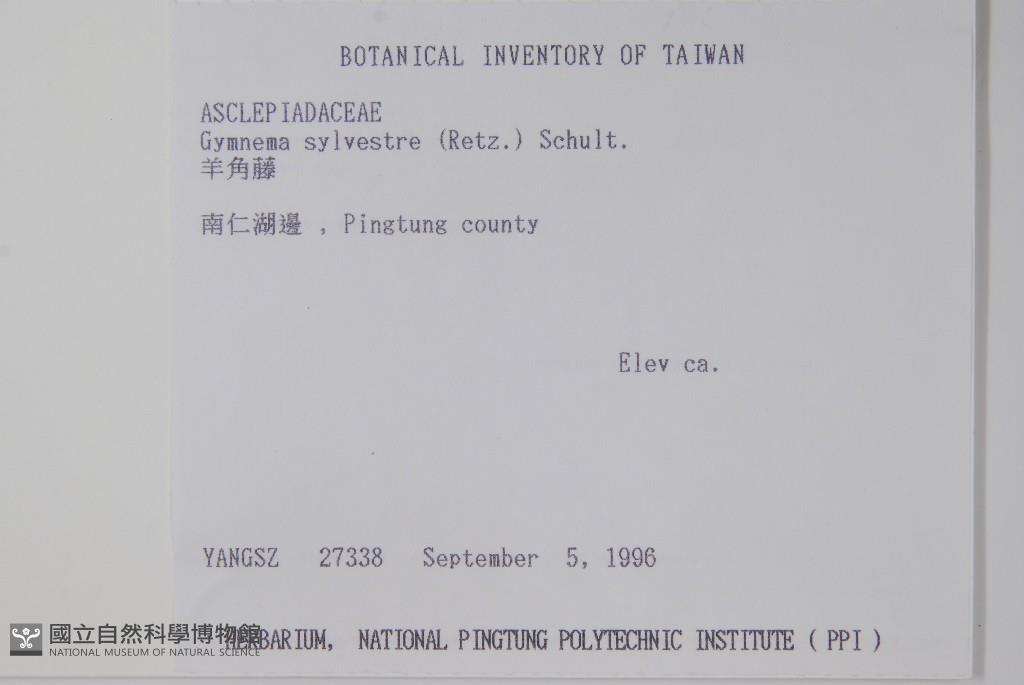 BOTANICAL INVENTORY OF TAIWAN
ASCLEPIADACEAE
Gymnema sylvestre (Retz.) Schult.
羊角藤
南仁湖邊 , Pingtung county
Elev ca.
YANGSZ 27338 September 5, 1996
HERBARIUM, NATIONAL PINGTUNG POLYTECHNIC INSTITUTE ( PPI )
國立自然科學博物館
NATIONAL MUSEUM OF NATURAL SCIENCE